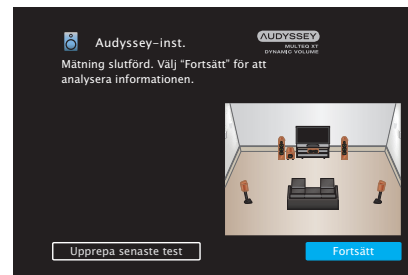 Audyssey-inst.
AUDYSSEY
MULTEQ XT
DYNAMIC VOLUME
Mätning slutförd. Välj "Fortsätt" för att
analysera informationen.
Upprepa senaste test
Fortsätt